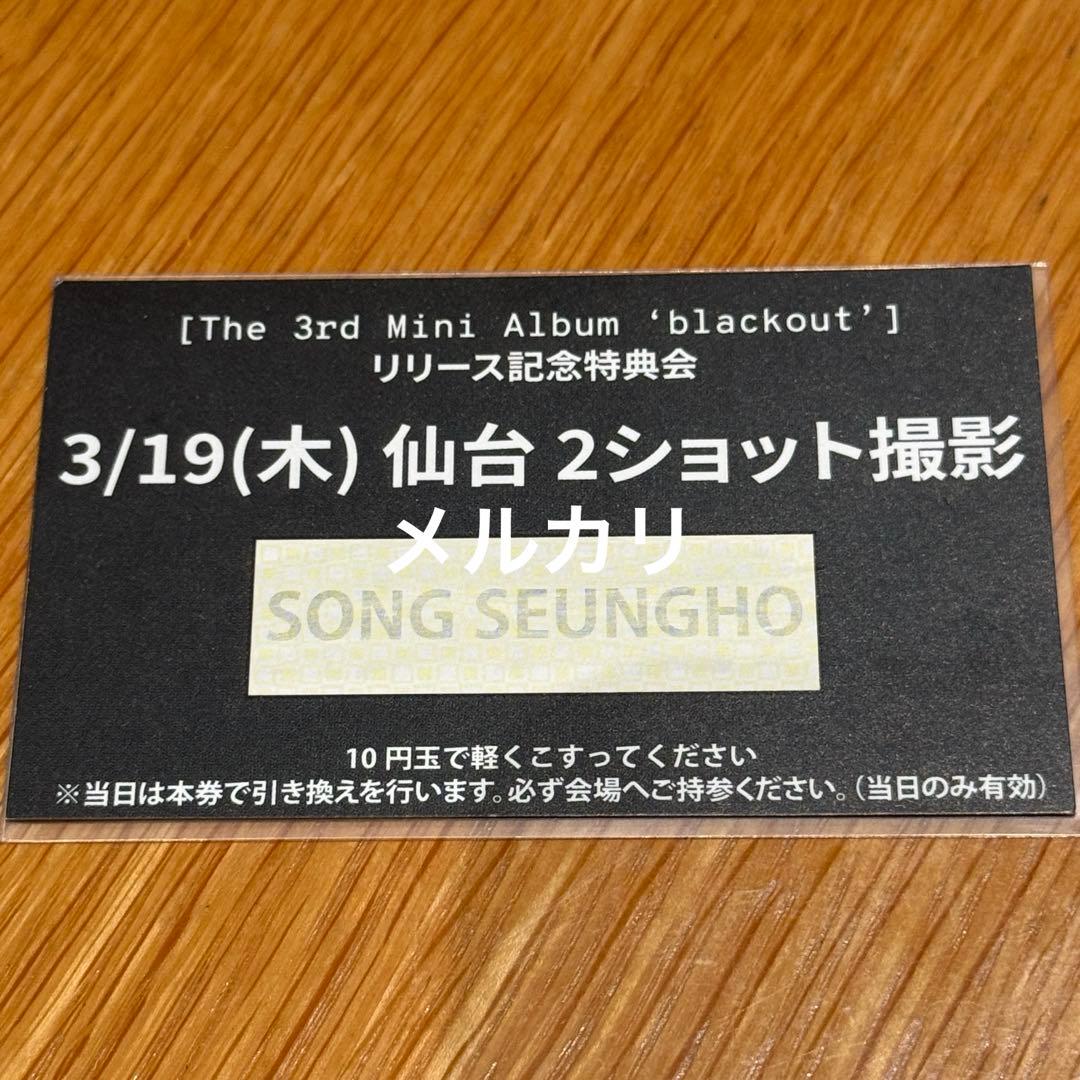 [The 3rd Mini Album ‘blackout’]
リリース記念特典会
3/19(木) 仙台 2ショット撮影
メルカリ
SONG SEUNGHO
10 円玉で軽くこすってください
※当日は本券で引き換えを行います。必ず会場へご持参ください。(当日のみ有効)